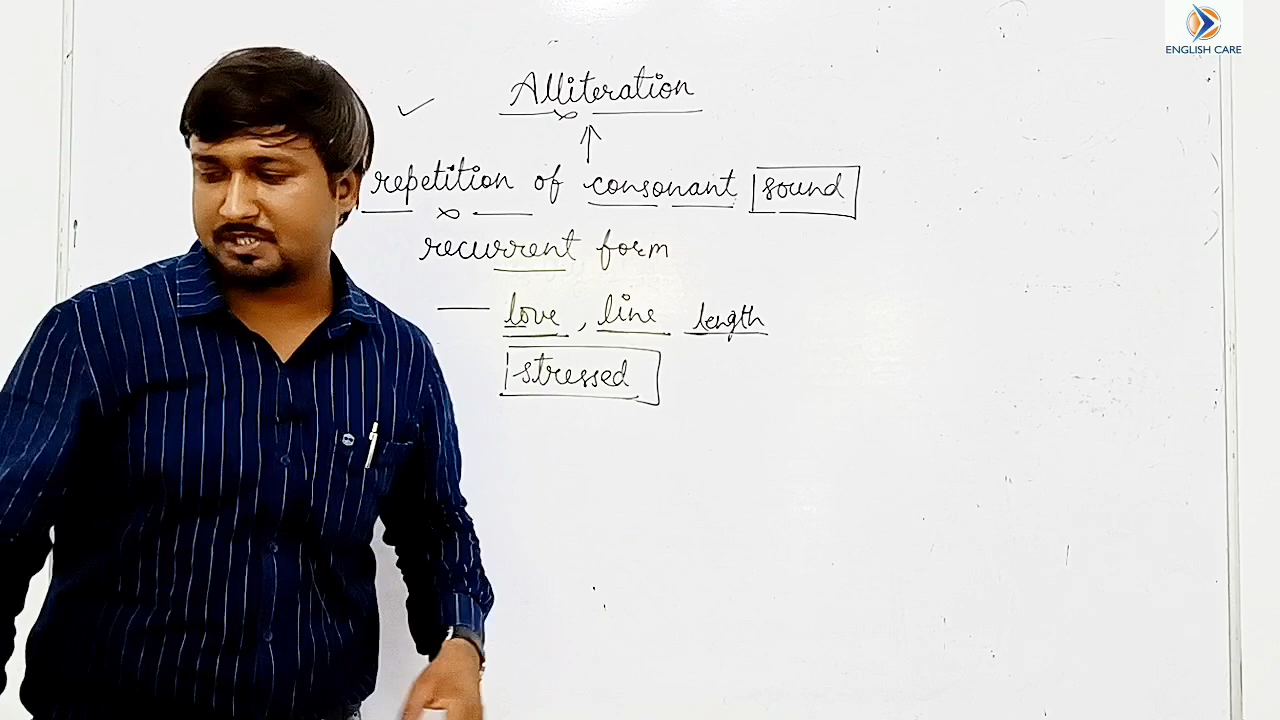 ENGLISH CARE
Alliteration
repetition of consonant sound
recurrent form
— love, line length
stressed